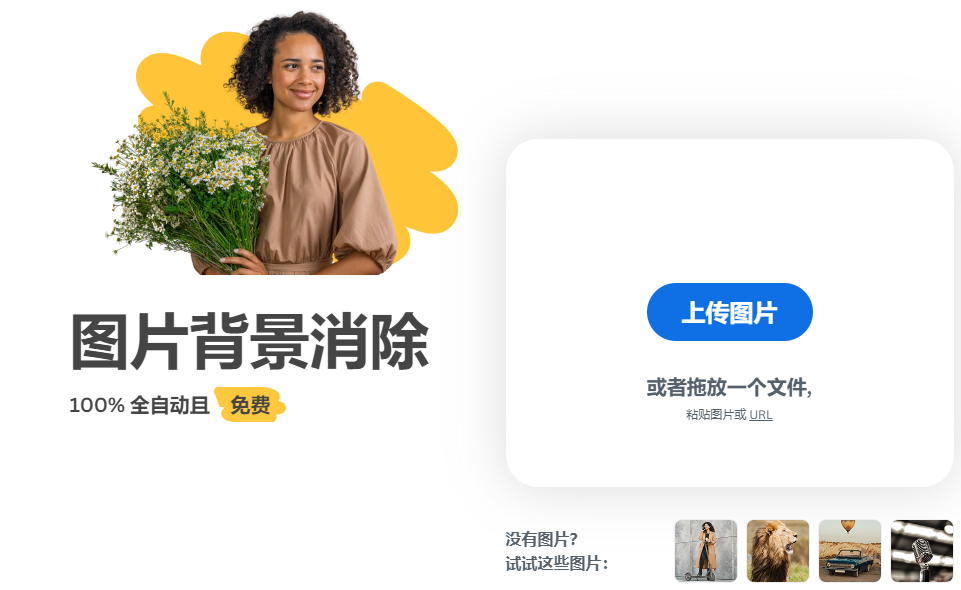 图片背景消除
100% 全自动且 免费
上传图片
或者拖放一个文件,
粘贴图片或 URL
没有图片?
试试这些图片: